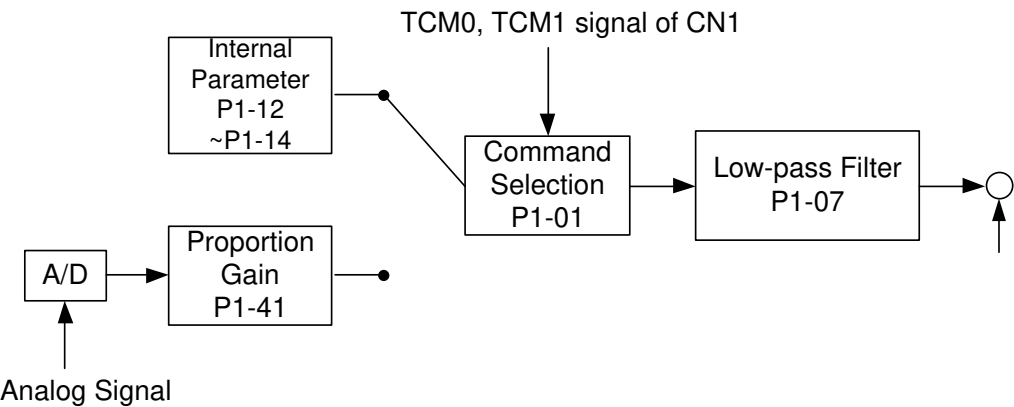 TCM0, TCM1 signal of CN1
Internal
Parameter
P1-12
~P1-14
Command
Selection
P1-01
Low-pass Filter
P1-07
Proportion
Gain
P1-41
A/D
Analog Signal